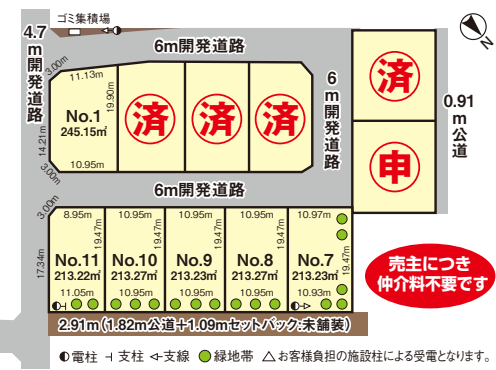 ゴミ集積場
4.7m開発道路
6m開発道路
3.00m
11.13m
19.90m
No.1
245.15㎡
14.21m
10.95m
3.00m
済
済
済
6m開発道路
済
申
0.91m公道
N
6m開発道路
3.00m
8.95m
10.95m
10.95m
10.95m
10.97m
19.47m
19.47m
19.47m
19.47m
19.47m
17.34m
No.11
213.22㎡
No.10
213.27㎡
No.9
213.23㎡
No.8
213.27㎡
No.7
213.23㎡
11.05m
10.95m
10.95m
10.95m
10.93m
売主につき
仲介料不要です
2.91m(1.82m公道+1.09mセットバック:未舗装)
電柱 支柱 支線 緑地帯 △お客様負担の施設柱による受電となります。